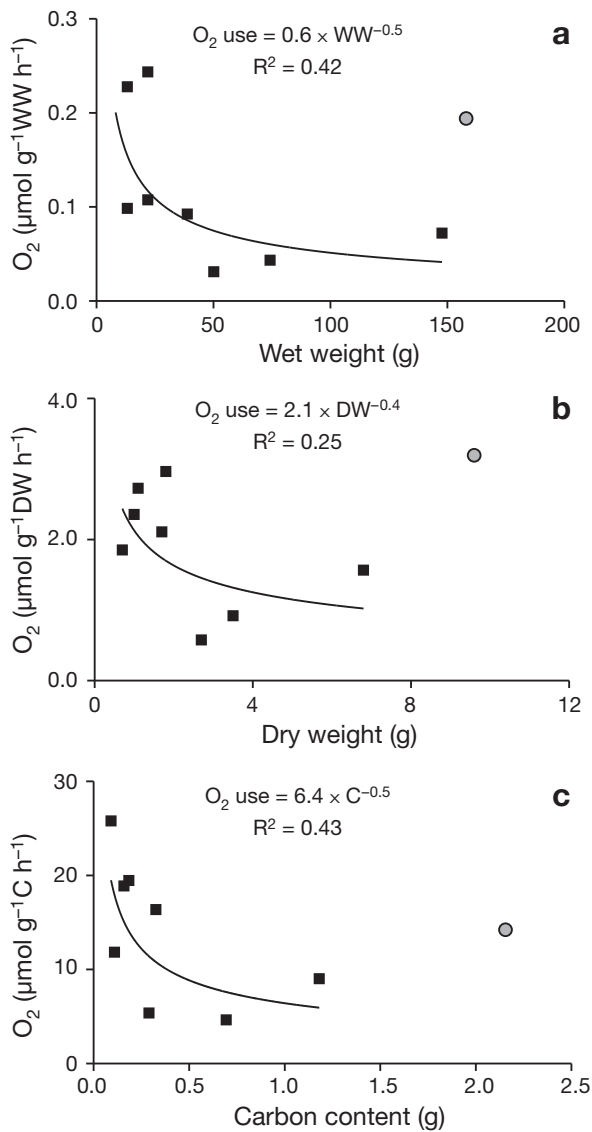 a
O₂ use = 0.6 × WW⁻⁰·⁵
R² = 0.42
O₂ (µmol g⁻¹WW h⁻¹)
0.3
0.2
0.1
0.0
0 50 100 150 200
Wet weight (g)
b
O₂ use = 2.1 × DW⁻⁰·⁴
R² = 0.25
O₂ (µmol g⁻¹DW h⁻¹)
4.0
2.0
0.0
0 4 8 12
Dry weight (g)
c
O₂ use = 6.4 × C⁻⁰·⁵
R² = 0.43
O₂ (µmol g⁻¹C h⁻¹)
30
20
10
0
0.0 0.5 1.0 1.5 2.0 2.5
Carbon content (g)